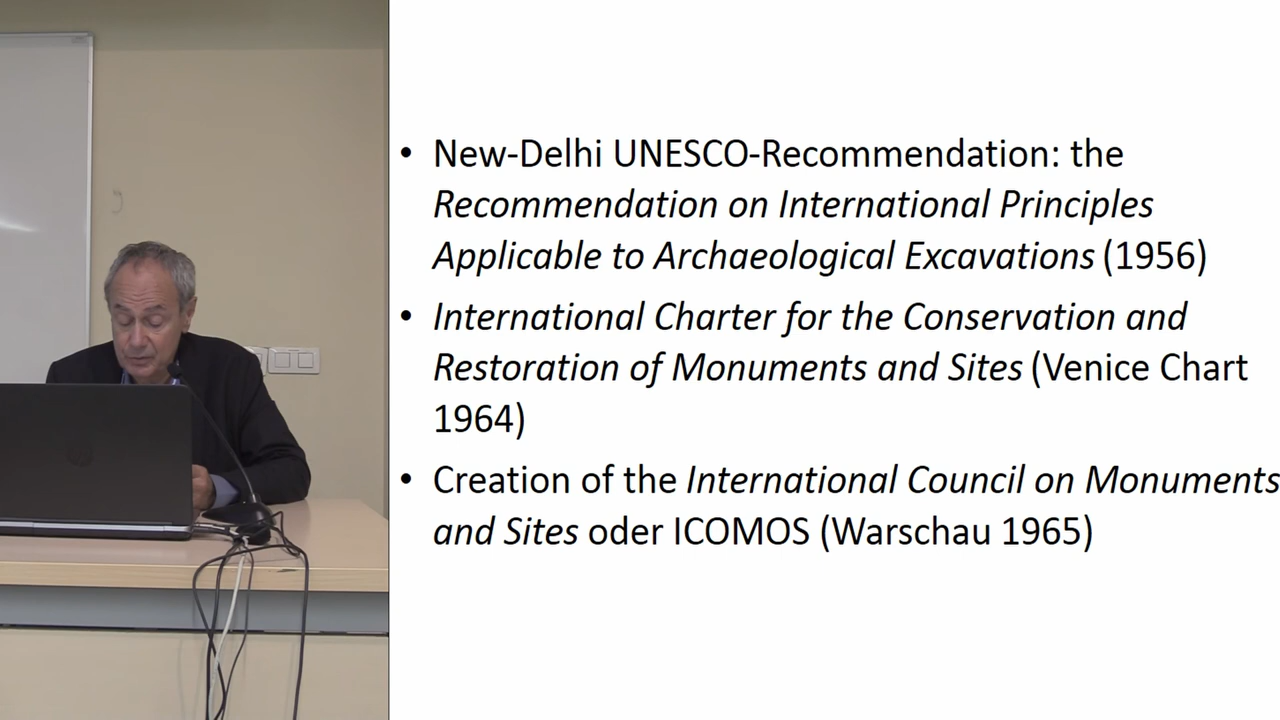 • New-Delhi UNESCO-Recommendation: the
Recommendation on International Principles
Applicable to Archaeological Excavations (1956)
• International Charter for the Conservation and
Restoration of Monuments and Sites (Venice Chart
1964)
• Creation of the International Council on Monuments
and Sites oder ICOMOS (Warschau 1965)